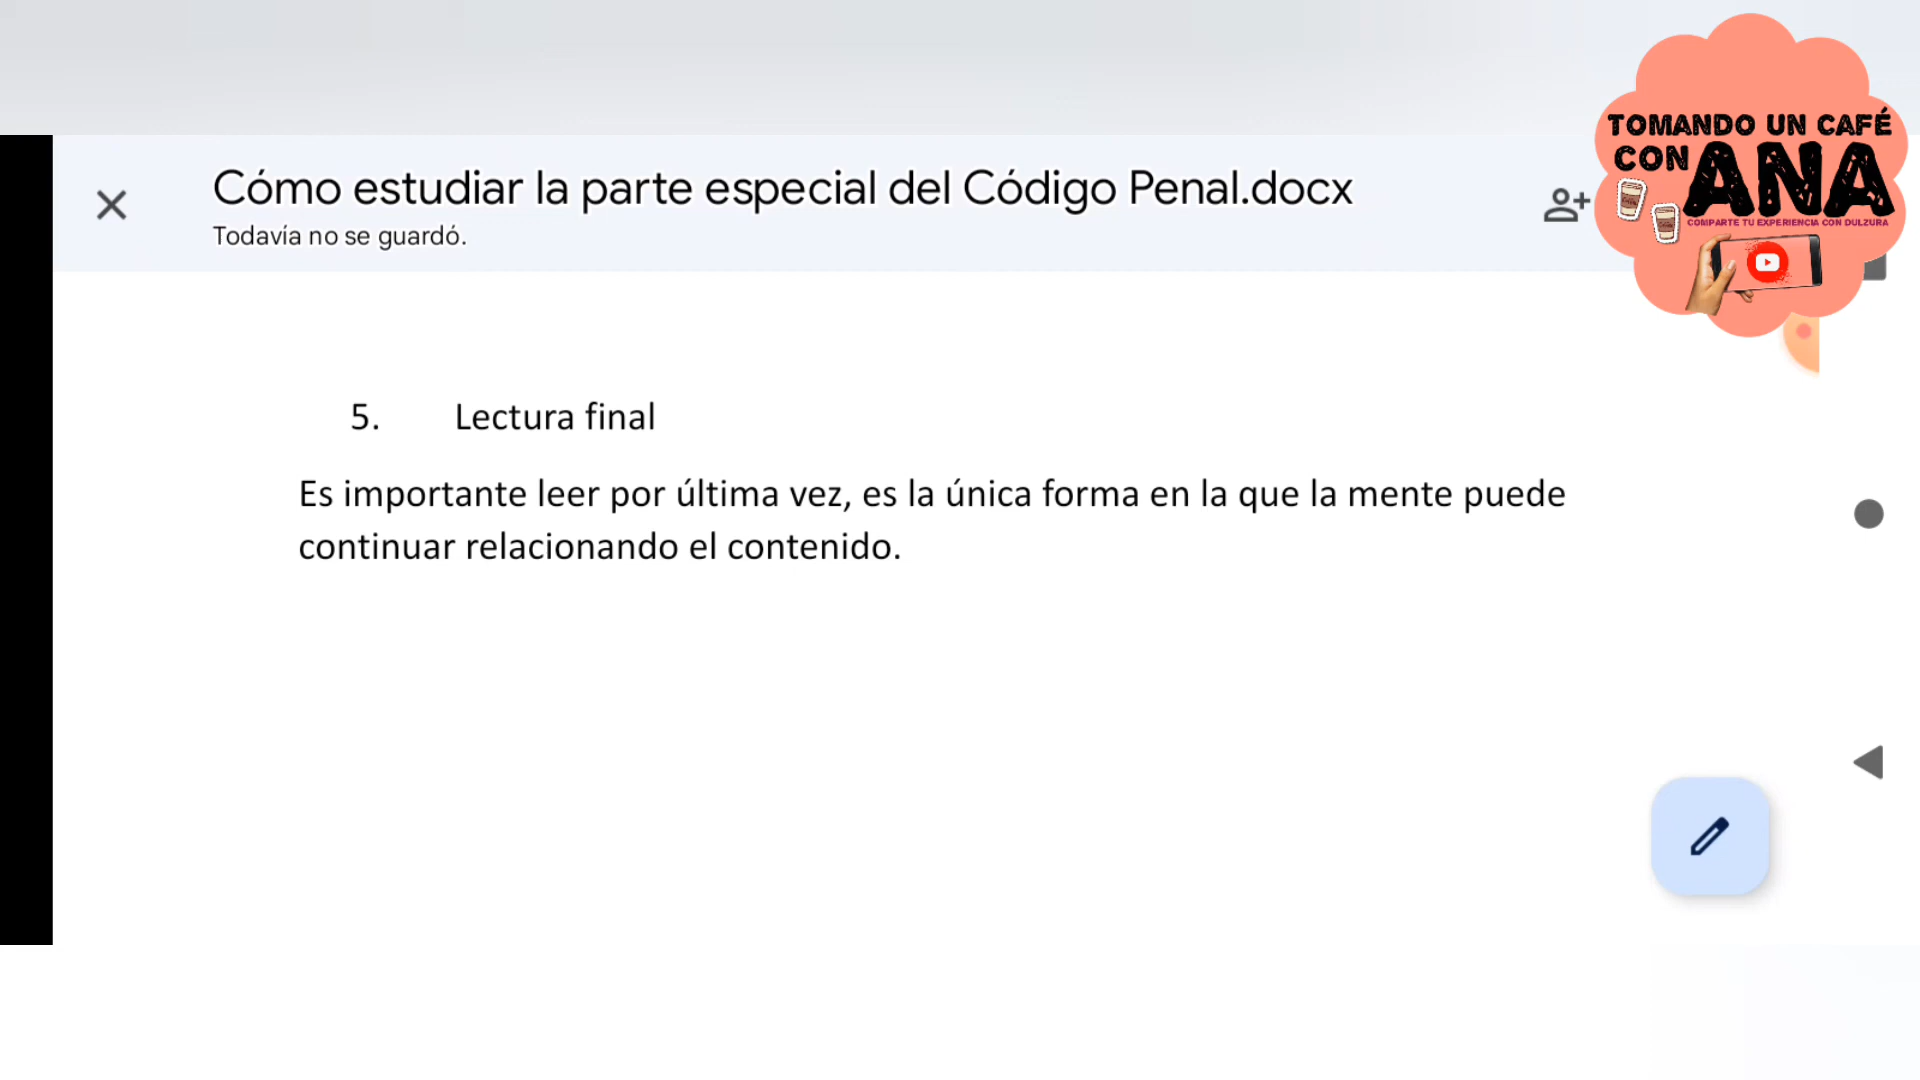 Cómo estudiar la parte especial del Código Penal.docx
Todavía no se guardó.
TOMANDO UN CAFÉ
CON ANA
COMPARTE TU EXPERIENCIA CON DULZURA
5. Lectura final
Es importante leer por última vez, es la única forma en la que la mente puede
continuar relacionando el contenido.